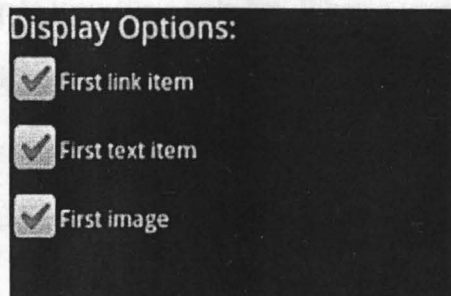 Display Options:
First link item
First text item
First image